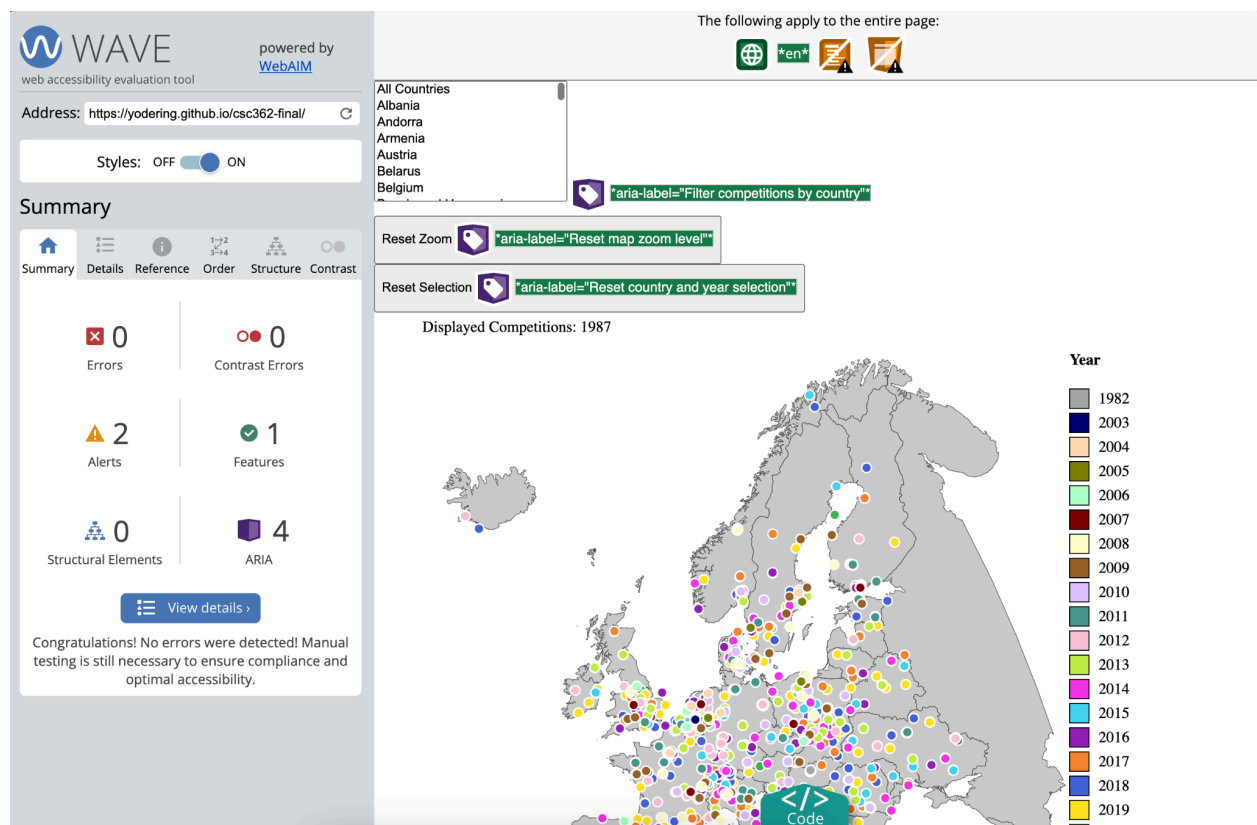 WAVE
powered by
WebAIM
web accessibility evaluation tool
Address: https://yodering.github.io/csc362-final/
Styles: OFF ON
Summary
Summary Details Reference Order Structure Contrast
1→2
3→4
0 0
Errors Contrast Errors
2 1
Alerts Features
0 4
Structural Elements ARIA
View details ›
Congratulations! No errors were detected! Manual
testing is still necessary to ensure compliance and
optimal accessibility.
The following apply to the entire page:
*en*
All Countries
Albania
Andorra
Armenia
Austria
Belarus
Belgium
*aria-label="Filter competitions by country"*
Reset Zoom *aria-label="Reset map zoom level"*
Reset Selection *aria-label="Reset country and year selection"*
Displayed Competitions: 1987
Year
1982
2003
2004
2005
2006
2007
2008
2009
2010
2011
2012
2013
2014
2015
2016
2017
2018
2019
</>
Code